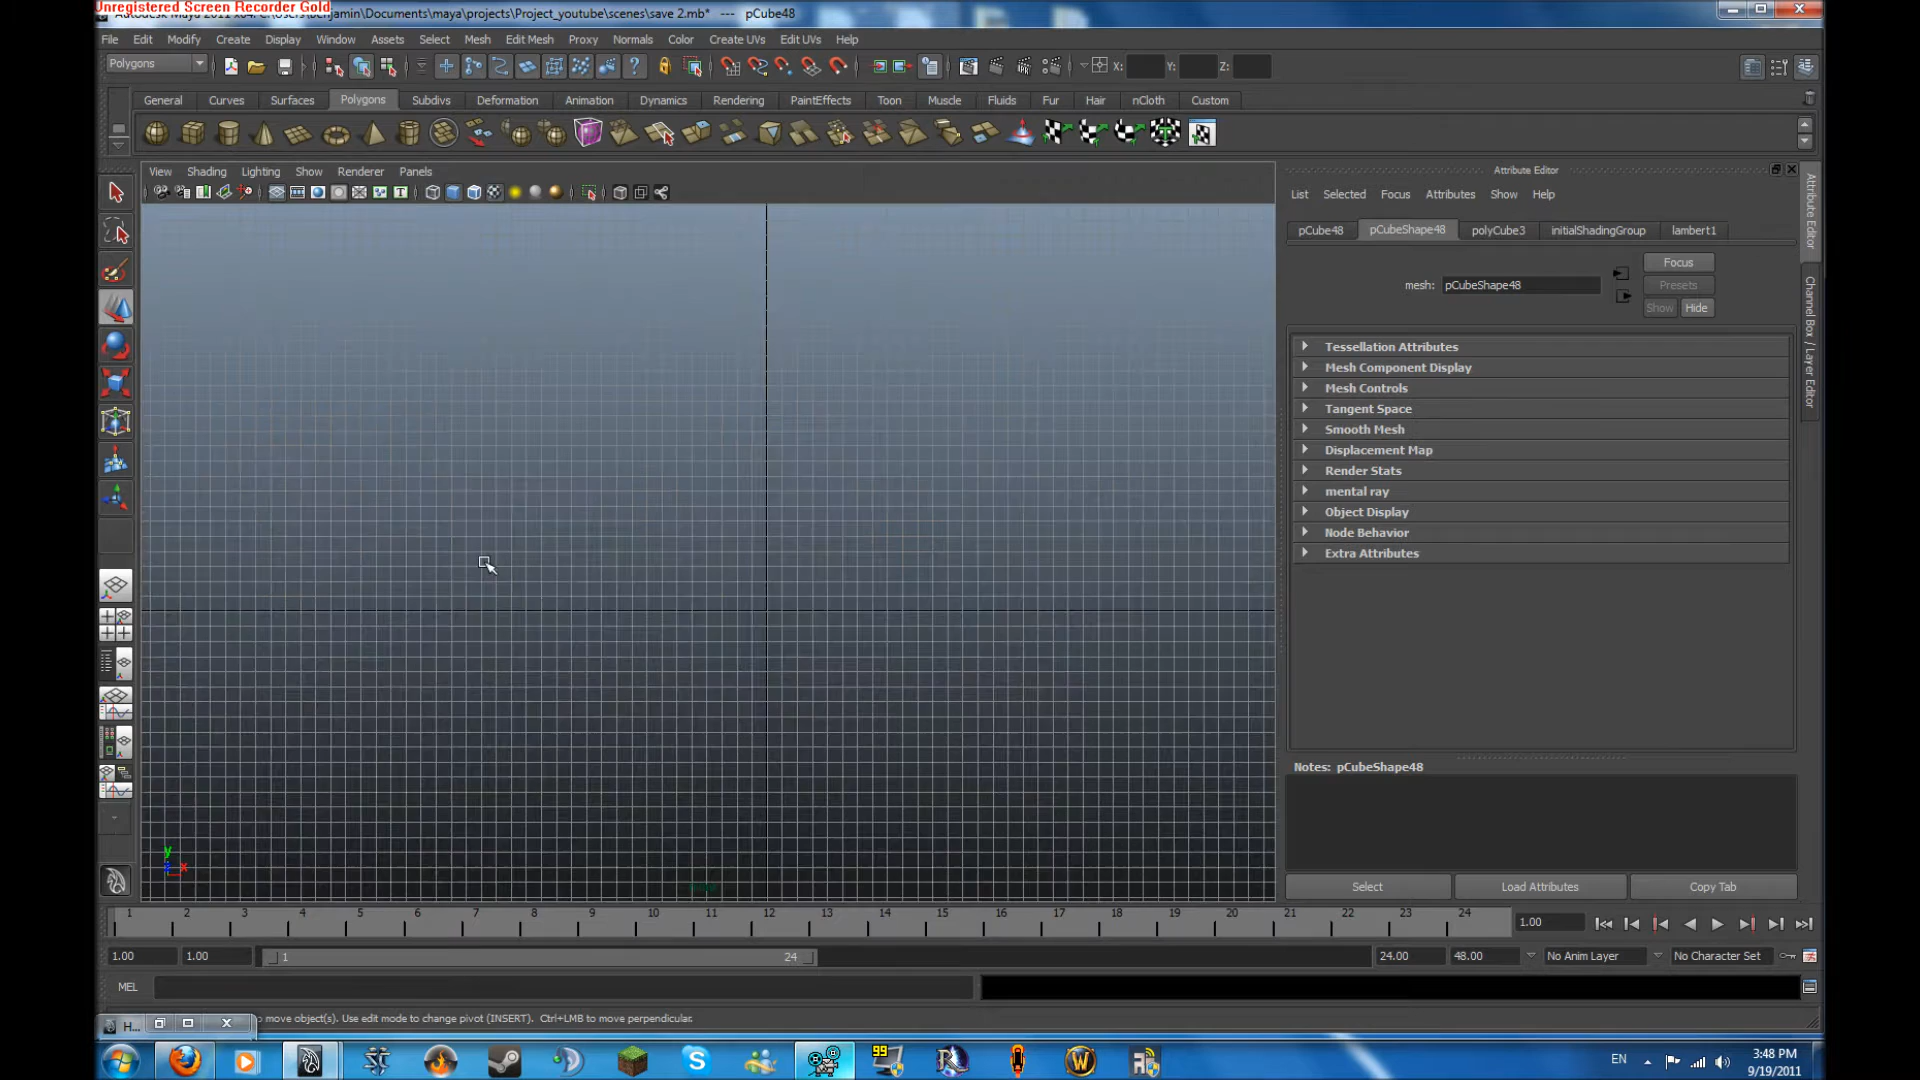 Unregistered Screen Recorder Gold
Autodesk Maya 2011 x64: C:\Users\Benjamin\Documents\maya\projects\Project_youtube\scenes\save 2.mb* --- pCube48
File Edit Modify Create Display Window Assets Select Mesh Edit Mesh Proxy Normals Color Create UVs Edit UVs Help
Polygons X: Y: Z:
General Curves Surfaces Polygons Subdivs Deformation Animation Dynamics Rendering PaintEffects Toon Muscle Fluids Fur Hair nCloth Custom
View Shading Lighting Show Renderer Panels
Attribute Editor
List Selected Focus Attributes Show Help
pCube48 pCubeShape48 polyCube3 initialShadingGroup lambert1
Focus
mesh: pCubeShape48
Presets
Show Hide
Tessellation Attributes
Mesh Component Display
Mesh Controls
Tangent Space
Smooth Mesh
Displacement Map
Render Stats
mental ray
Object Display
Node Behavior
Extra Attributes
Notes: pCubeShape48
Select Load Attributes Copy Tab
Attribute Editor
Channel Box / Layer Editor
y
x
1 2 3 4 5 6 7 8 9 10 11 12 13 14 15 16 17 18 19 20 21 22 23 24 1.00
1.00 1.00 1 24 24.00 48.00 No Anim Layer No Character Set
MEL
H... to move object(s). Use edit mode to change pivot (INSERT). Ctrl+LMB to move perpendicular.
99
EN 3:48 PM
9/19/2011